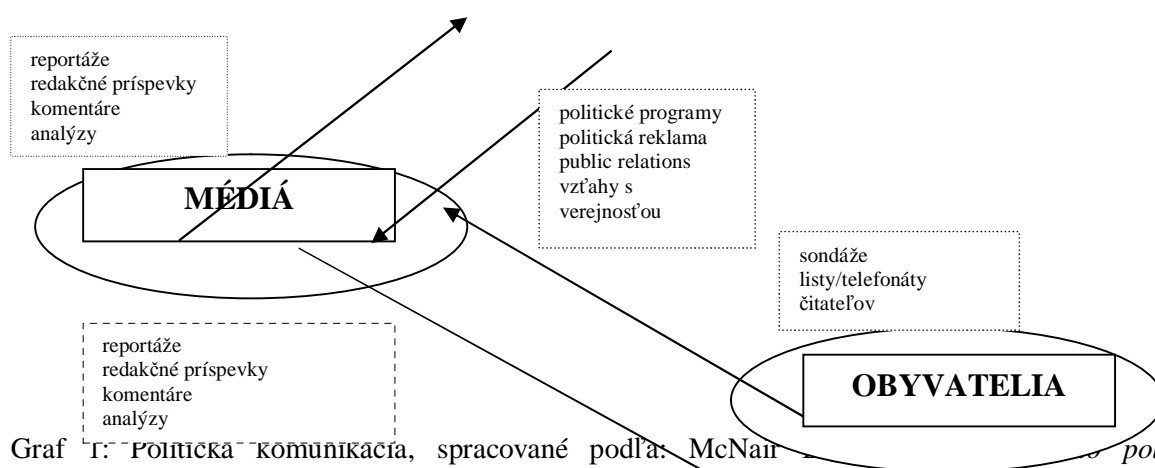 reportáže
redakčné príspevky
komentáre
analýzy
politické programy
politická reklama
public relations
vzťahy s
verejnosťou
MÉDIÁ
sondáže
listy/telefonáty
čitateľov
reportáže
redakčné príspevky
komentáre
analýzy
OBYVATELIA
Graf 1: Politická komunikácia, spracované podľa: McNair